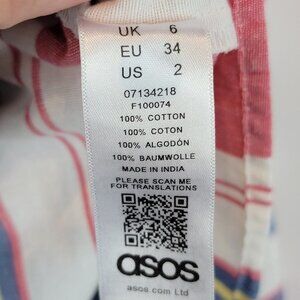 UK 6
EU 34
US 2
07134218
F100074
100% COTTON
100% COTON
100% ALGODÓN
100% BAUMWOLLE
MADE IN INDIA
PLEASE SCAN ME
FOR TRANSLATIONS
asos
asos.com Ltd